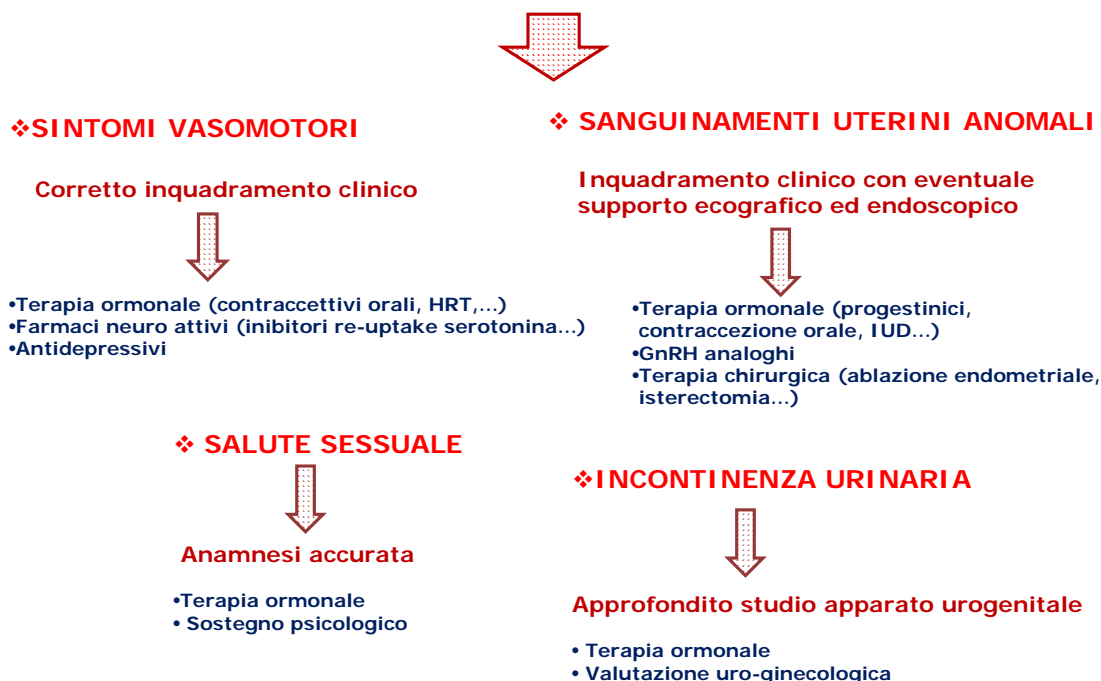 ❖SINTOMI VASOMOTORI
Corretto inquadramento clinico
•Terapia ormonale (contraccettivi orali, HRT,...)
•Farmaci neuro attivi (inibitori re-uptake serotonina...)
•Antidepressivi
❖ SANGUINAMENTI UTERINI ANOMALI
Inquadramento clinico con eventuale
supporto ecografico ed endoscopico
•Terapia ormonale (progestinici,
contraccezione orale, IUD...)
•GnRH analoghi
•Terapia chirurgica (ablazione endometriale,
isterectomia...)
❖ SALUTE SESSUALE
Anamnesi accurata
•Terapia ormonale
• Sostegno psicologico
❖INCONTINENZA URINARIA
Approfondito studio apparato urogenitale
• Terapia ormonale
• Valutazione uro-ginecologica